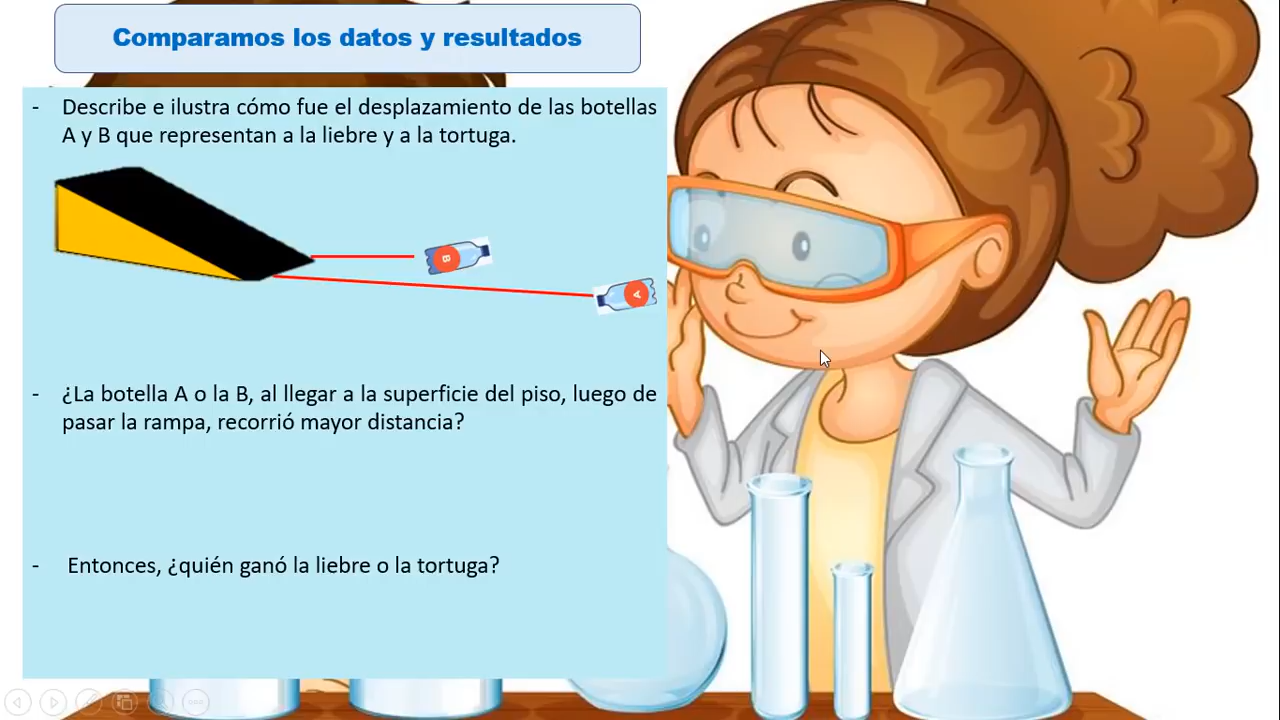 Comparamos los datos y resultados
- Describe e ilustra cómo fue el desplazamiento de las botellas
A y B que representan a la liebre y a la tortuga.
B
A
- ¿La botella A o la B, al llegar a la superficie del piso, luego de
pasar la rampa, recorrió mayor distancia?
- Entonces, ¿quién ganó la liebre o la tortuga?